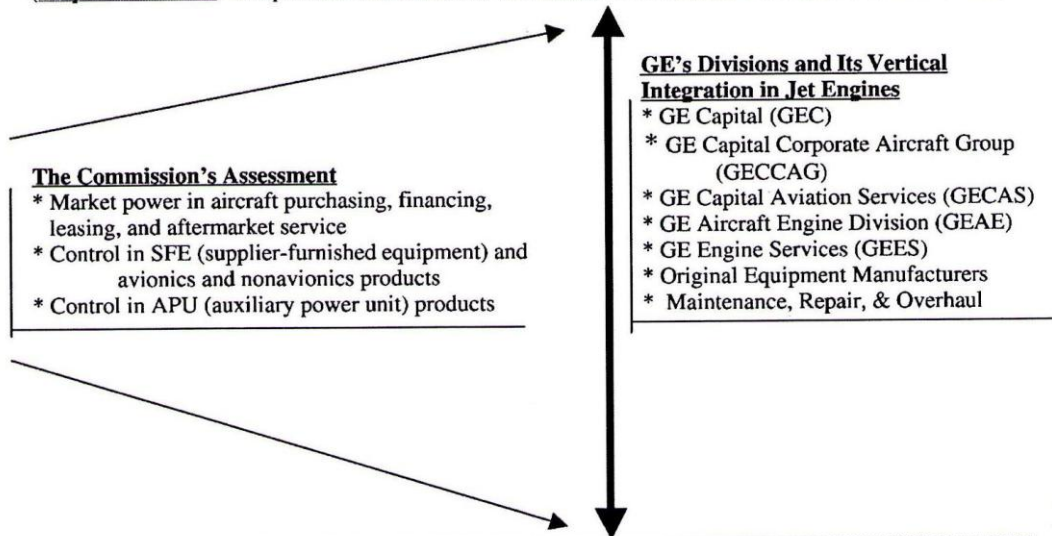 The Commission's Assessment
* Market power in aircraft purchasing, financing,
leasing, and aftermarket service
* Control in SFE (supplier-furnished equipment) and
avionics and nonavionics products
* Control in APU (auxiliary power unit) products
GE's Divisions and Its Vertical
Integration in Jet Engines
* GE Capital (GEC)
* GE Capital Corporate Aircraft Group
(GECCAG)
* GE Capital Aviation Services (GECAS)
* GE Aircraft Engine Division (GEAE)
* GE Engine Services (GEES)
* Original Equipment Manufacturers
* Maintenance, Repair, & Overhaul